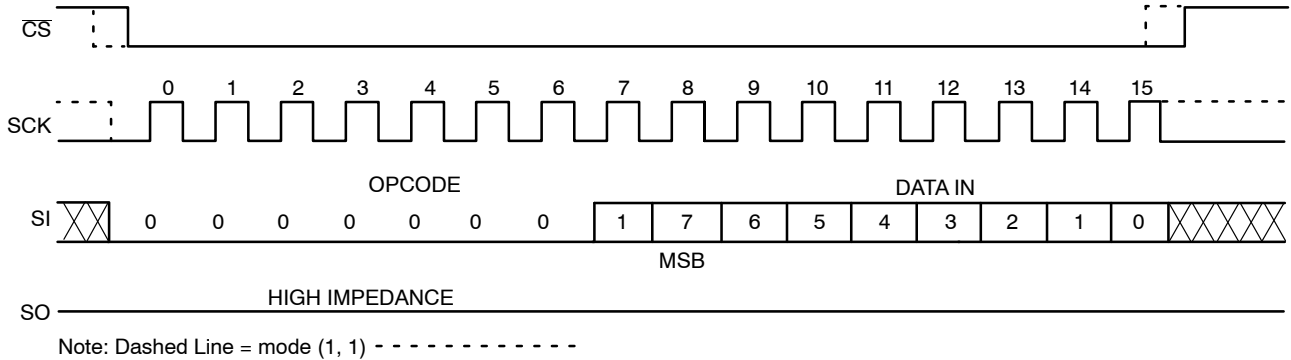 CS
0 1 2 3 4 5 6 7 8 9 10 11 12 13 14 15
SCK
OPCODE DATA IN
SI 0 0 0 0 0 0 0 1 7 6 5 4 3 2 1 0
MSB
HIGH IMPEDANCE
SO
Note: Dashed Line = mode (1, 1)